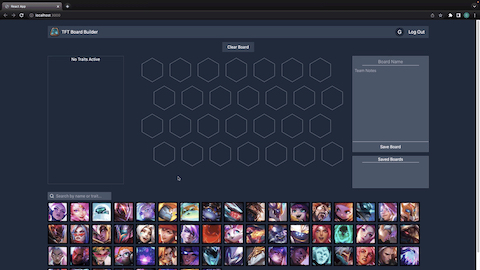 React App
localhost:3000
TFT Board Builder
G Log Out
Clear Board
No Traits Active
Board Name
Team Notes
Save Board
Saved Boards
Search by name or trait...